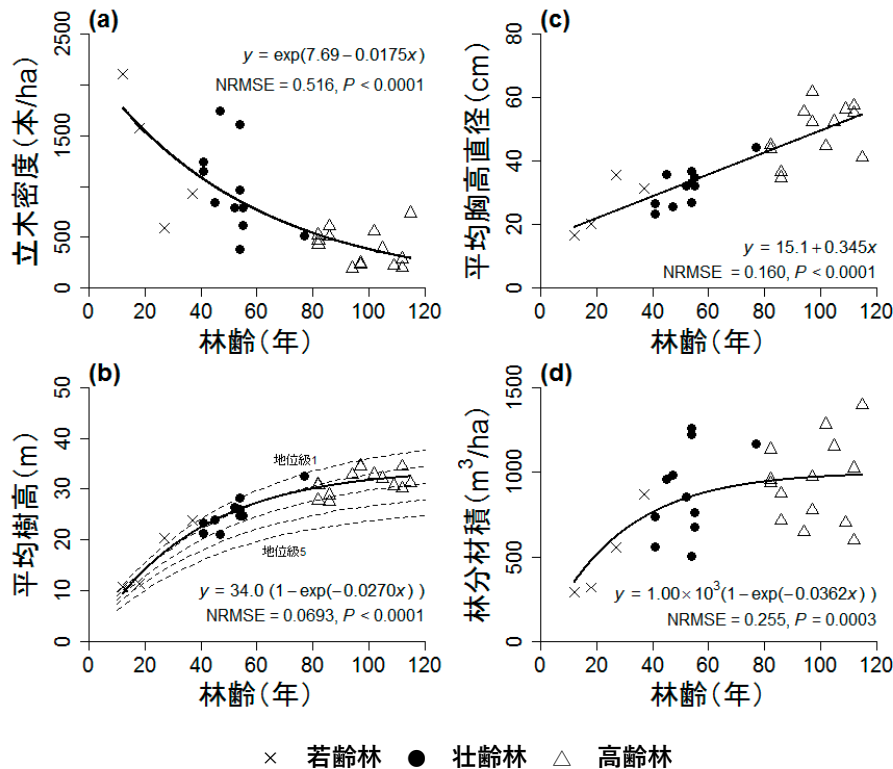 (a)
y = exp(7.69−0.0175x)
NRMSE = 0.516, P < 0.0001
立木密度(本/ha)
0 500 1500 2500
0 20 40 60 80 100 120
林齢(年)
(c)
y = 15.1+0.345x
NRMSE = 0.160, P < 0.0001
平均胸高直径(cm)
0 20 40 60 80
0 20 40 60 80 100 120
林齢(年)
(b)
地位級1
地位級5
y = 34.0 (1−exp(−0.0270x))
NRMSE = 0.0693, P < 0.0001
平均樹高(m)
0 10 20 30 40 50
0 20 40 60 80 100 120
林齢(年)
(d)
y = 1.00×10³(1−exp(−0.0362x))
NRMSE = 0.255, P = 0.0003
林分材積(m³/ha)
0 500 1000 1500
0 20 40 60 80 100 120
林齢(年)
× 若齢林 ● 壮齢林 △ 高齢林